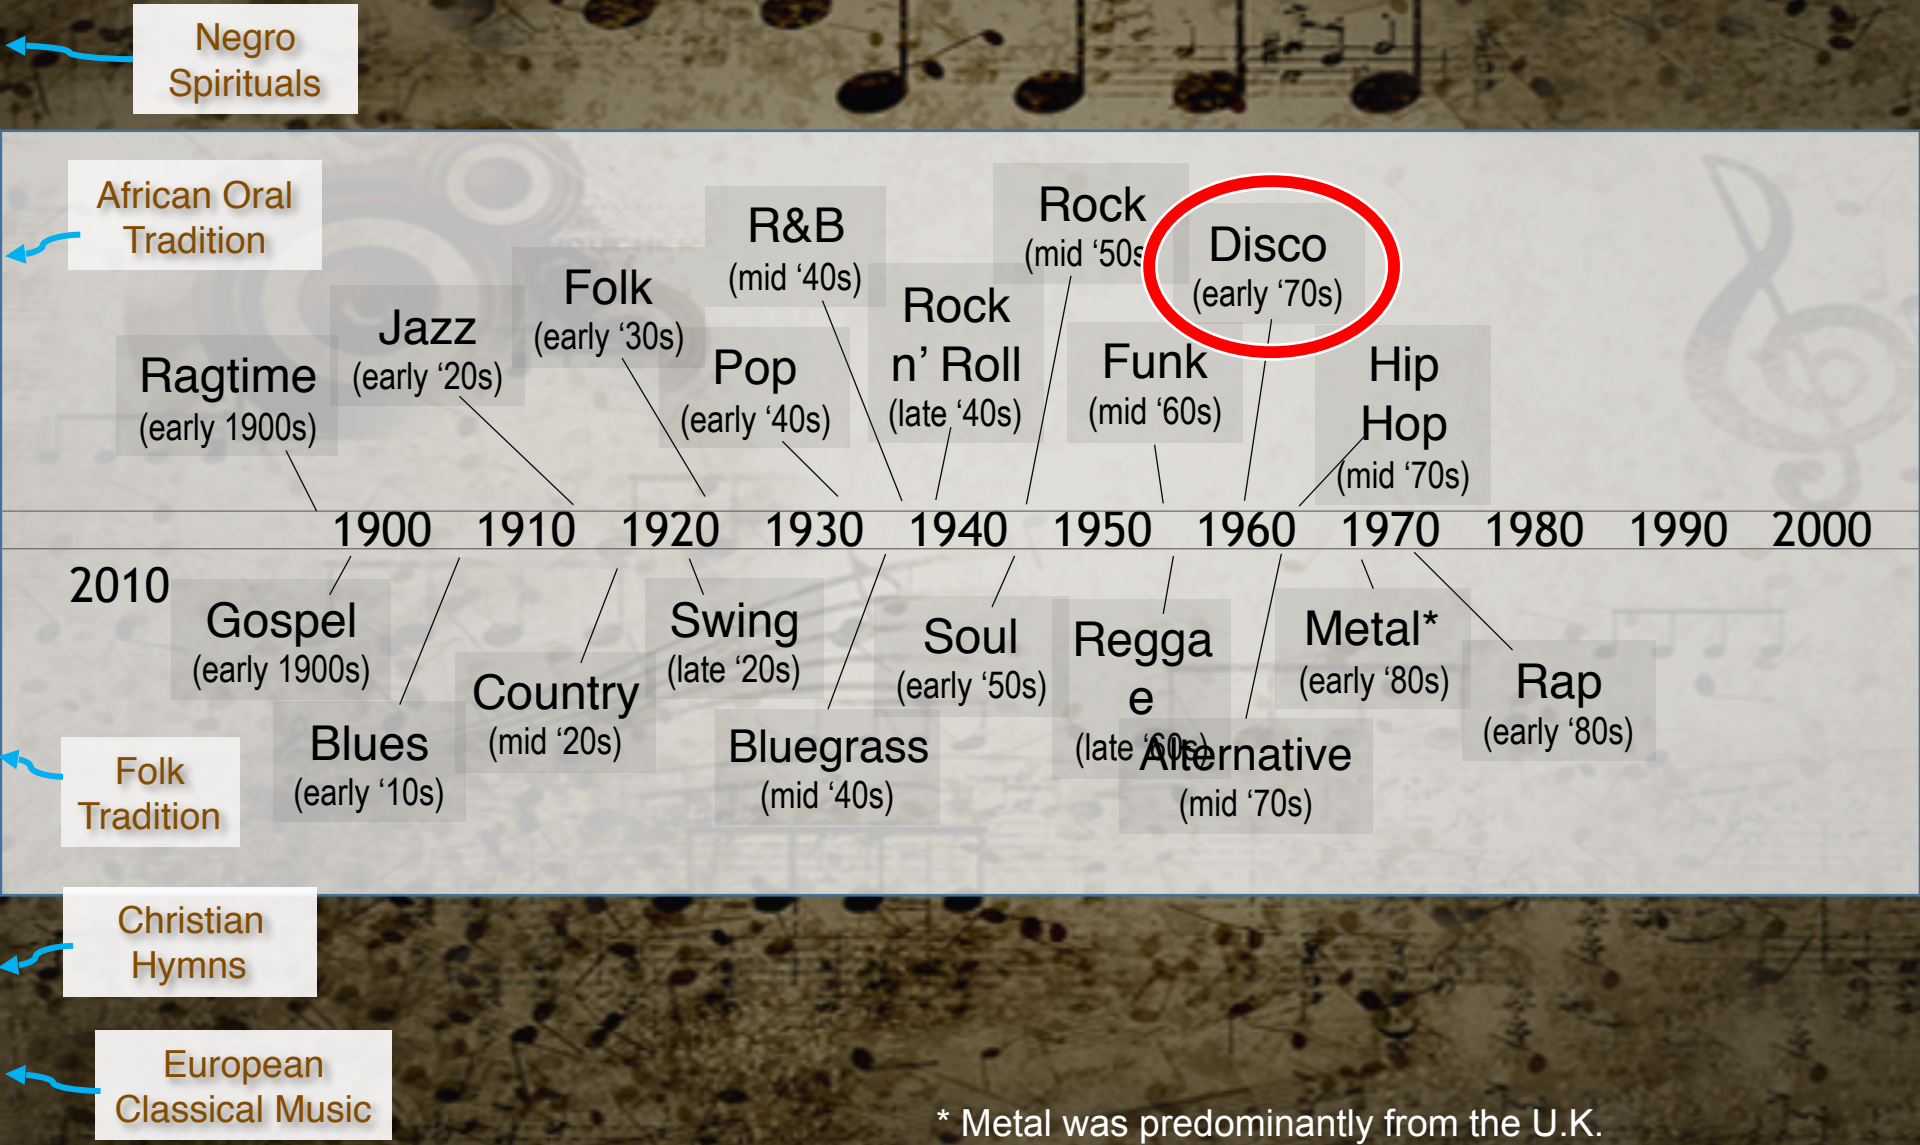 Negro
Spirituals
African Oral
Tradition
Ragtime
(early 1900s)
Jazz
(early ‘20s)
Folk
(early ‘30s)
R&B
(mid ‘40s)
Pop
(early ‘40s)
Rock
n’ Roll
(late ‘40s)
Rock
(mid ‘50s
Funk
(mid ‘60s)
Disco
(early ‘70s)
Hip
Hop
(mid ‘70s)
1900 1910 1920 1930 1940 1950 1960 1970 1980 1990 2000
2010
Gospel
(early 1900s)
Blues
(early ‘10s)
Country
(mid ‘20s)
Swing
(late ‘20s)
Bluegrass
(mid ‘40s)
Soul
(early ‘50s)
Regga
e
(late ‘60s)
Alternative
(mid ‘70s)
Metal*
(early ‘80s)
Rap
(early ‘80s)
Folk
Tradition
Christian
Hymns
European
Classical Music
* Metal was predominantly from the U.K.